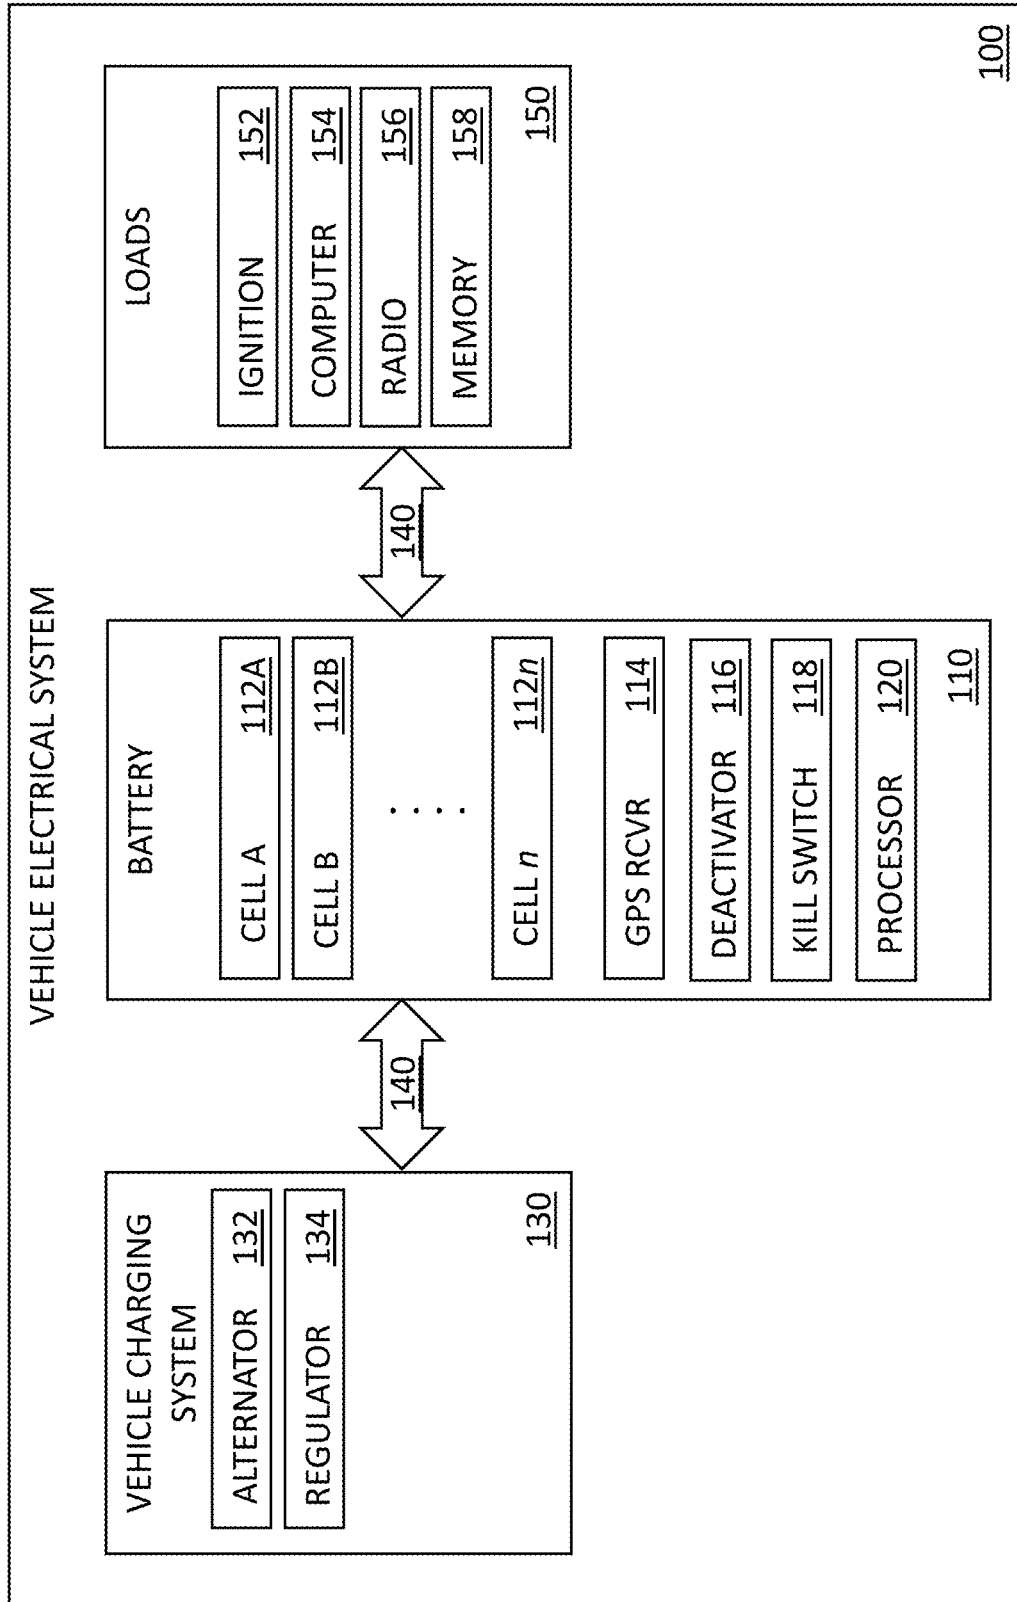 VEHICLE ELECTRICAL SYSTEM
VEHICLE CHARGING
SYSTEM
ALTERNATOR 132
REGULATOR 134
130
140
BATTERY
CELL A 112A
CELL B 112B
. . . .
CELL n 112n
GPS RCVR 114
DEACTIVATOR 116
KILL SWITCH 118
PROCESSOR 120
110
140
LOADS
IGNITION 152
COMPUTER 154
RADIO 156
MEMORY 158
150
100